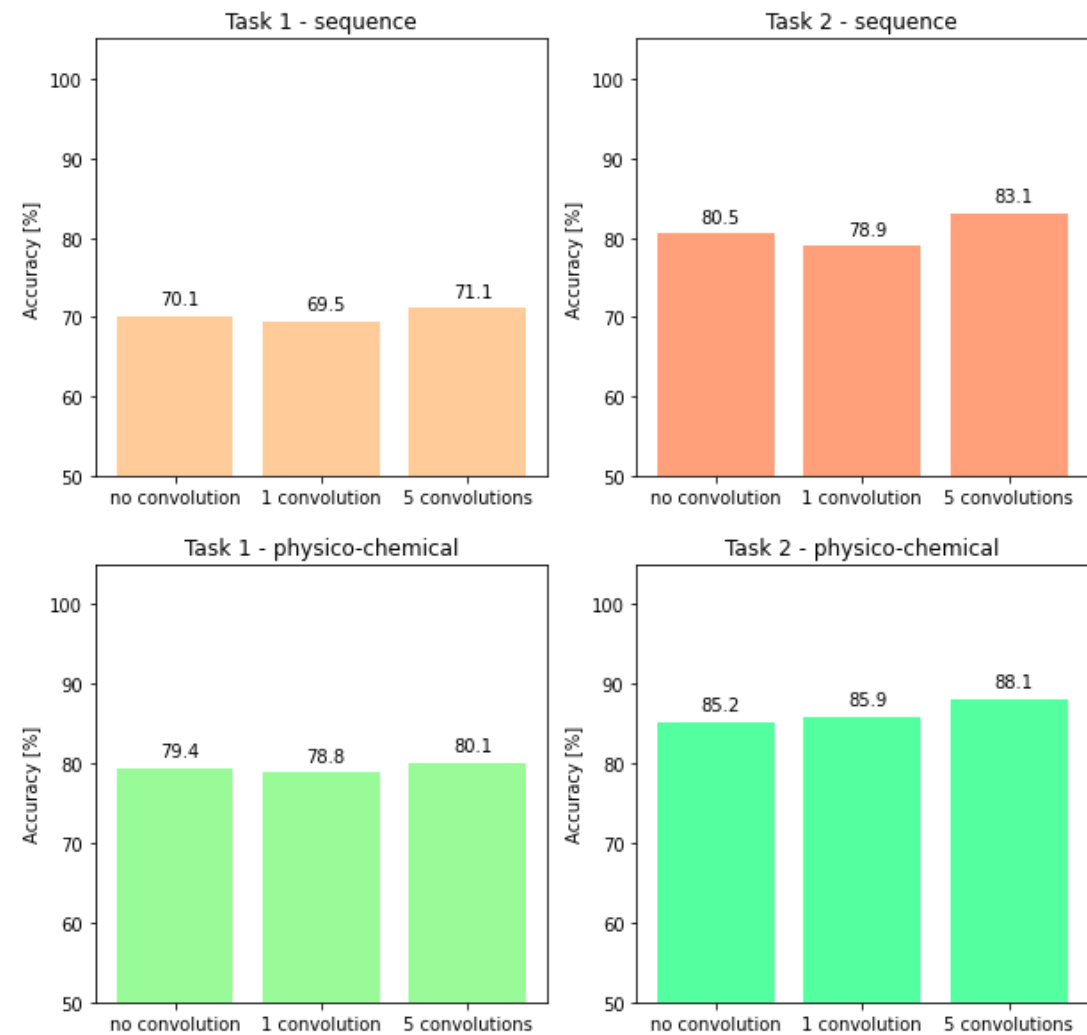 Task 1 - sequence
Accuracy [%]
100
90
80
70
60
50
70.1
69.5
71.1
no convolution
1 convolution
5 convolutions
Task 2 - sequence
Accuracy [%]
100
90
80
70
60
50
80.5
78.9
83.1
no convolution
1 convolution
5 convolutions
Task 1 - physico-chemical
Accuracy [%]
100
90
80
70
60
50
79.4
78.8
80.1
no convolution
1 convolution
5 convolutions
Task 2 - physico-chemical
Accuracy [%]
100
90
80
70
60
50
85.2
85.9
88.1
no convolution
1 convolution
5 convolutions